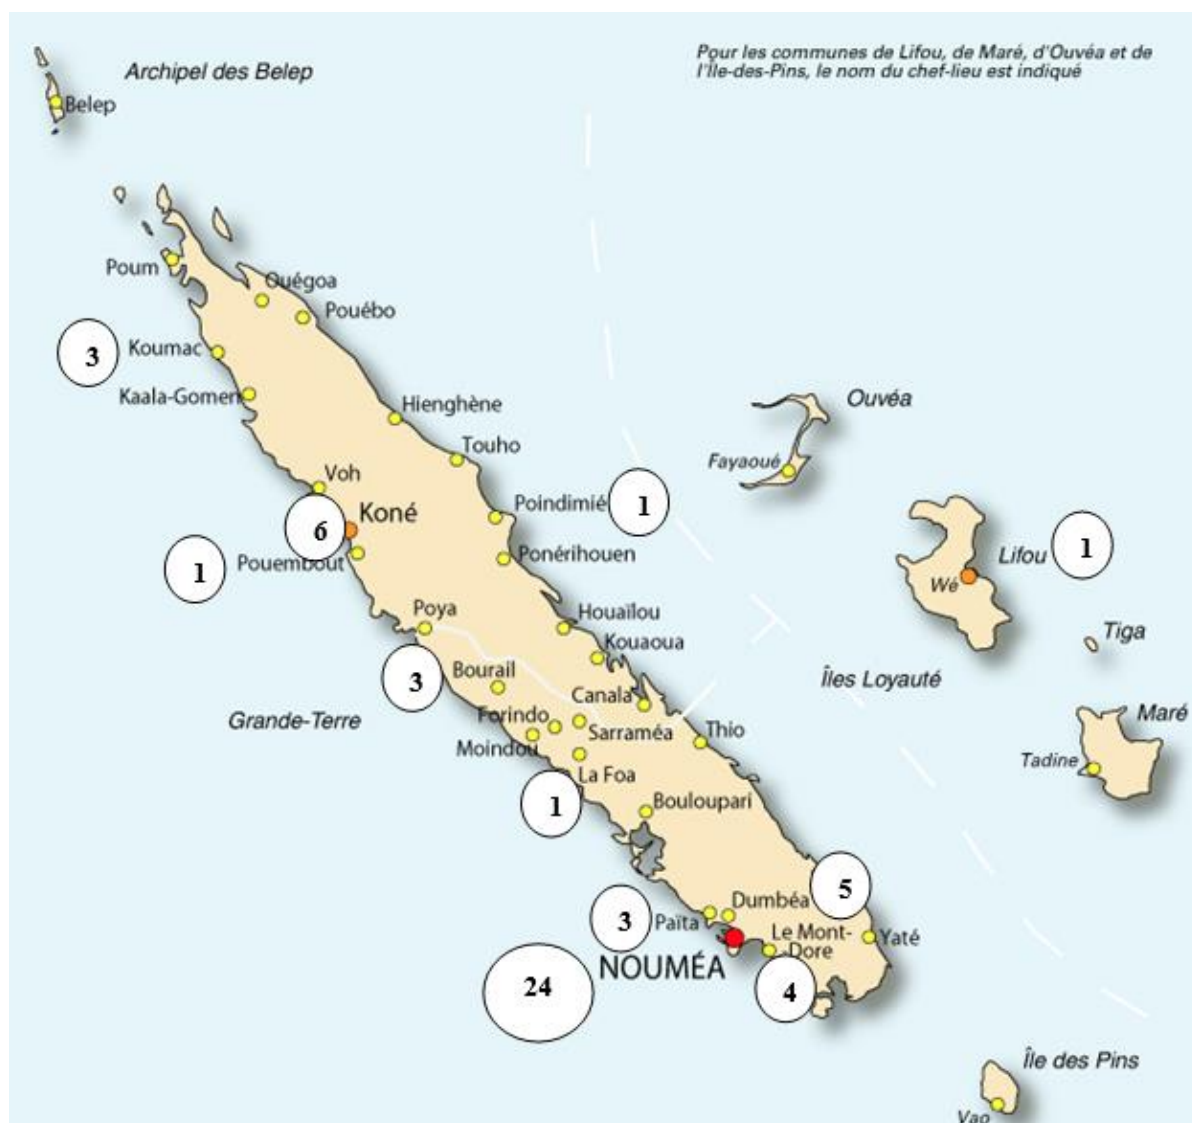 Pour les communes de Lifou, de Maré, d'Ouvéa et de
l'Île-des-Pins, le nom du chef-lieu est indiqué
Archipel des Belep
Belep
Poum
Ouégoa
Pouébo
3
Koumac
Kaala-Gomen
Hienghène
Ouvéa
Touho
Fayaoué
Voh
Poindimié
1
6
Koné
Lifou
1
1
Pouembout
Ponérihouen
Wé
Poya
Houaïlou
Tiga
Kouaoua
3
Bourail
Îles Loyauté
Canala
Grande-Terre
Forindo
Maré
Sarraméa
Thio
Moindou
Tadine
La Foa
1
Bouloupari
5
3
Païta
Dumbéa
Le Mont-
-Dore
Yaté
NOUMÉA
24
4
Île des Pins
Vao